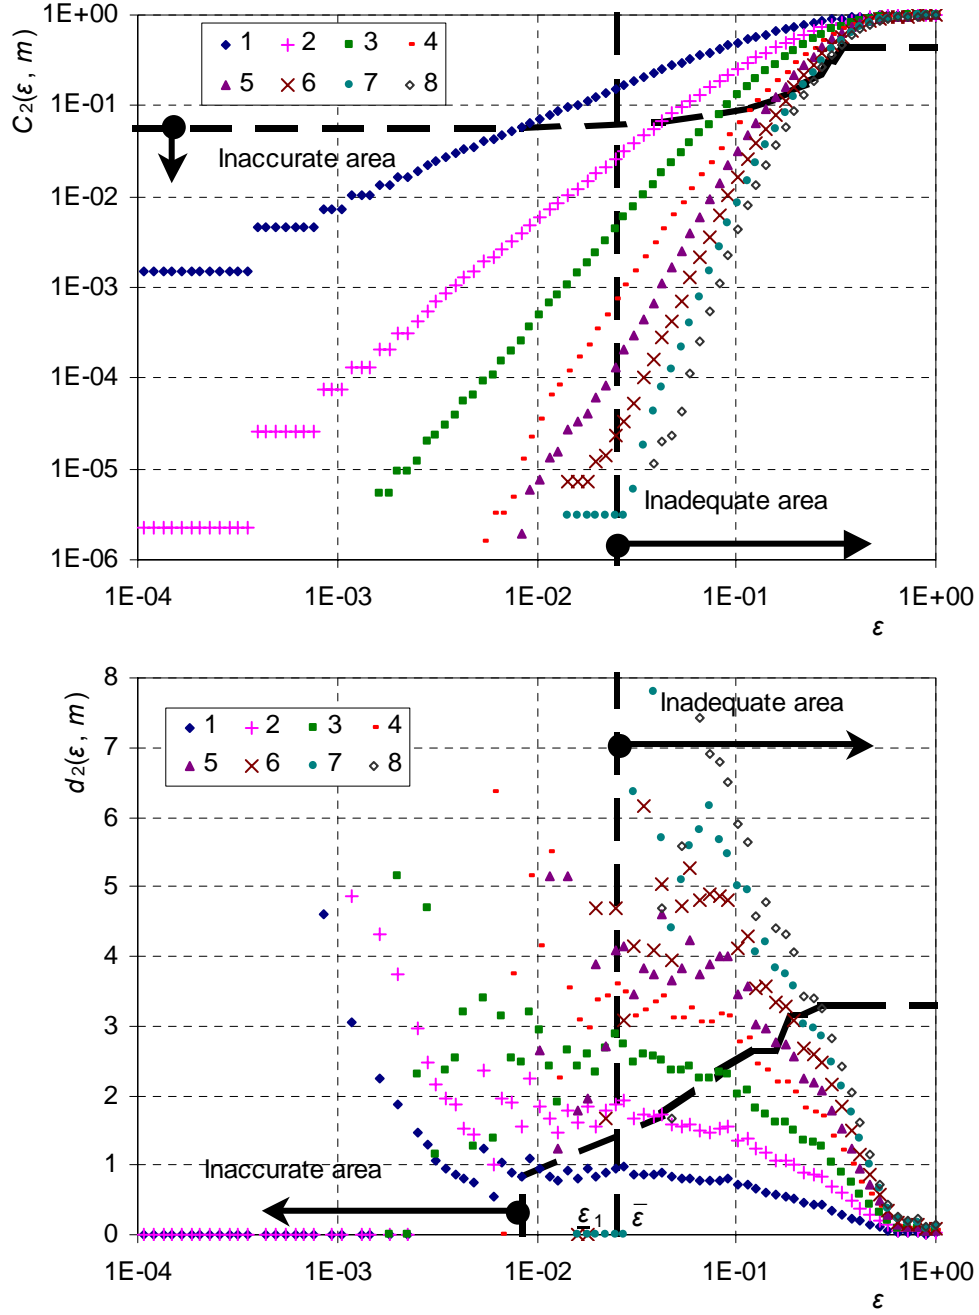 C₂(ε, m)
1E+00
1E-01
1E-02
1E-03
1E-04
1E-05
1E-06
1 2 3 4
5 6 7 8
Inaccurate area
Inadequate area
1E-04 1E-03 1E-02 1E-01 1E+00
ε
d₂(ε, m)
8
7
6
5
4
3
2
1
0
1 2 3 4
5 6 7 8
Inadequate area
Inaccurate area
ε̲₁ ε̄
1E-04 1E-03 1E-02 1E-01 1E+00
ε